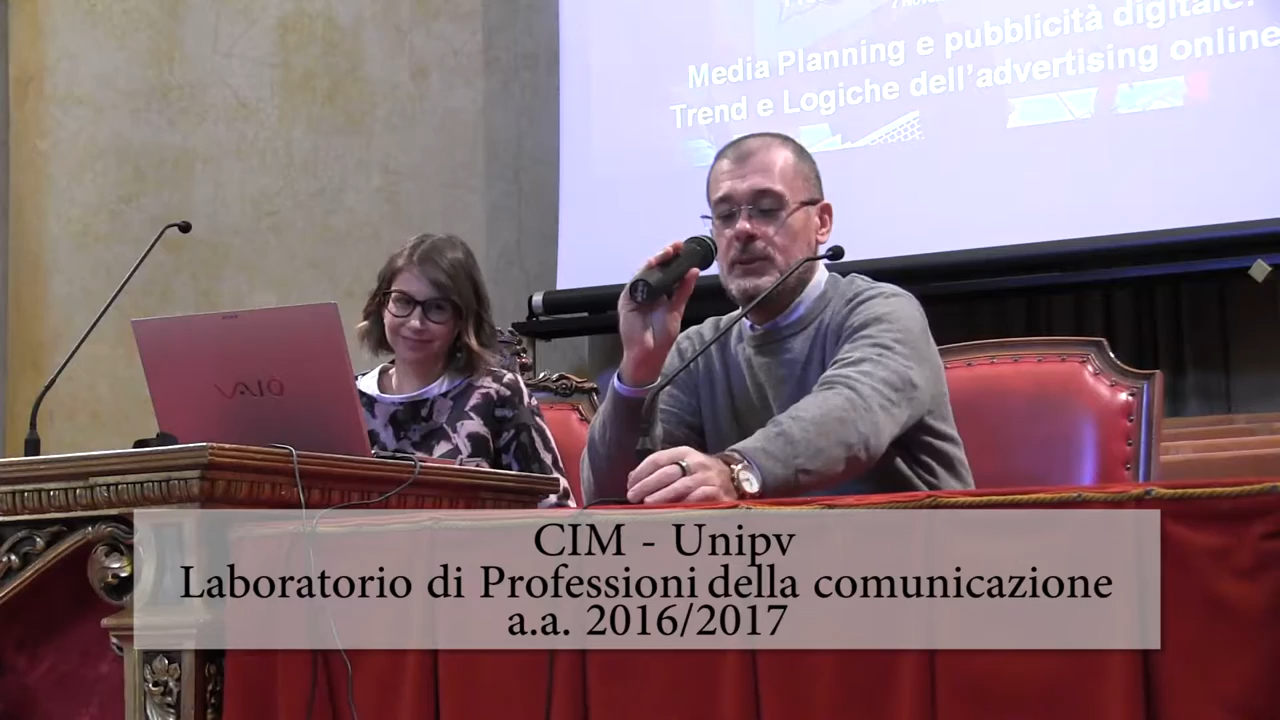 Media Planning e pubblicità digitale:
Trend e Logiche dell'advertising online
VAIO
CIM - Unipv
Laboratorio di Professioni della comunicazione
a.a. 2016/2017